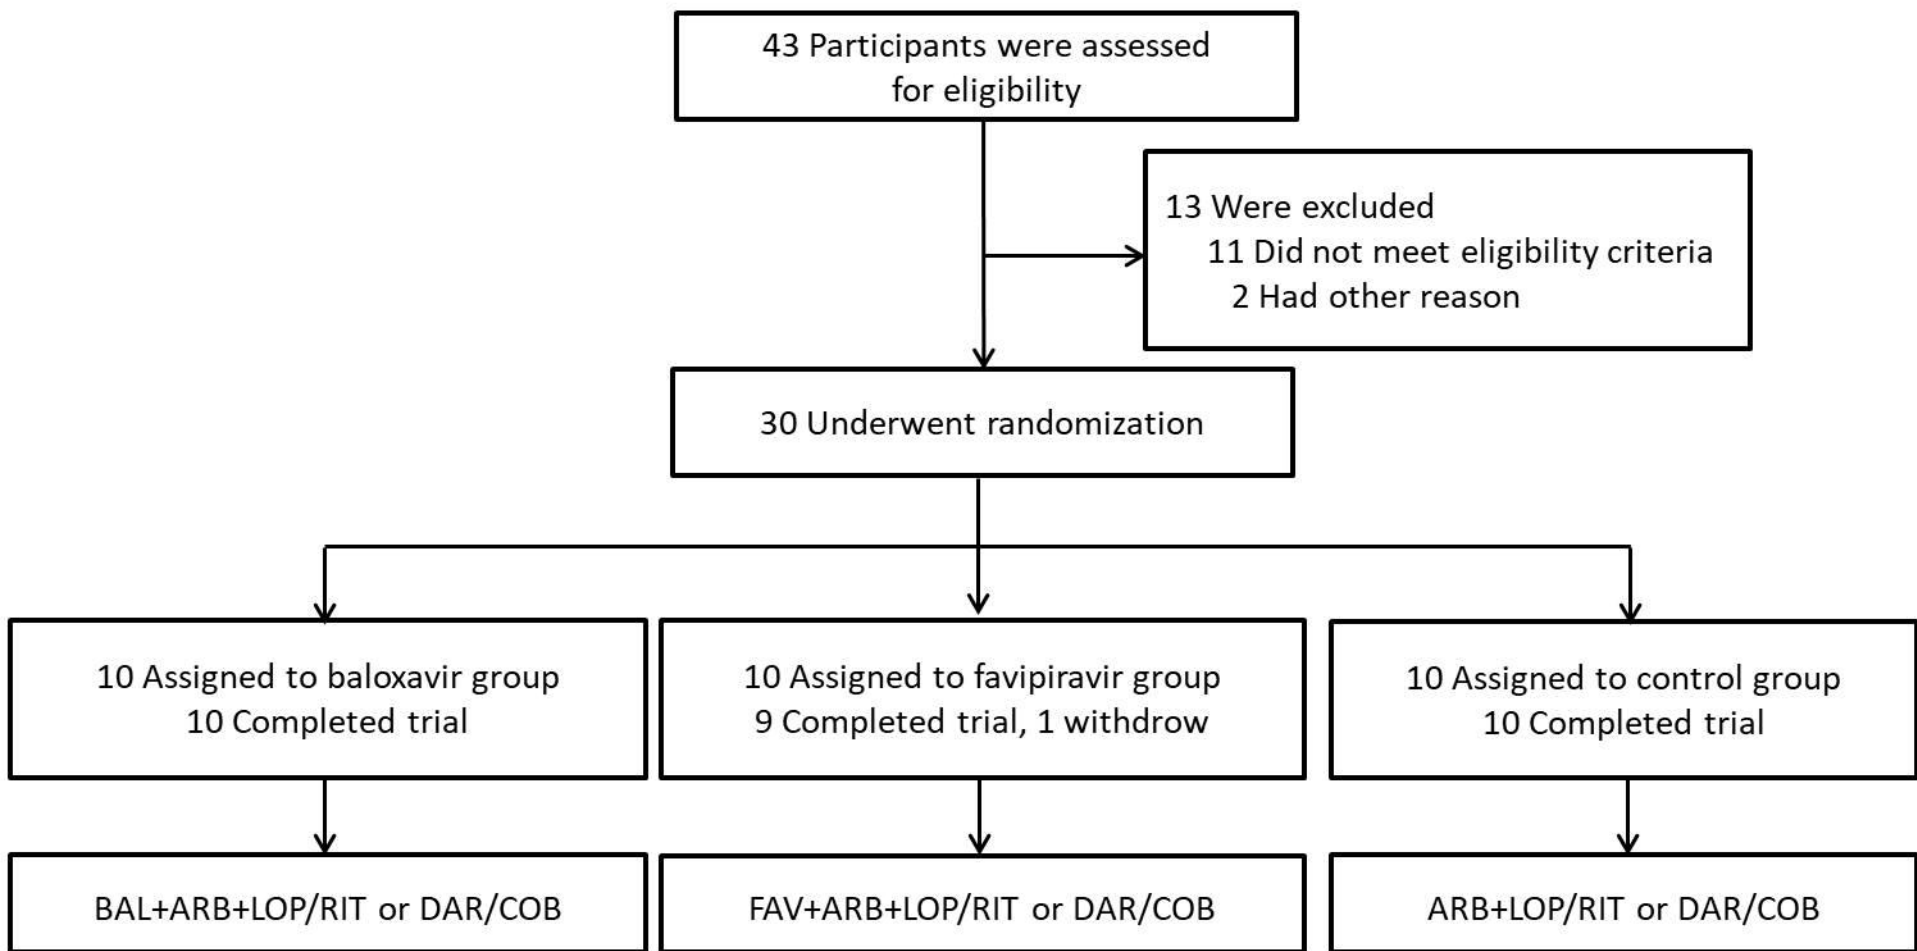 43 Participants were assessed
for eligibility
13 Were excluded
11 Did not meet eligibility criteria
2 Had other reason
30 Underwent randomization
10 Assigned to baloxavir group
10 Completed trial
10 Assigned to favipiravir group
9 Completed trial, 1 withdrow
10 Assigned to control group
10 Completed trial
BAL+ARB+LOP/RIT or DAR/COB
FAV+ARB+LOP/RIT or DAR/COB
ARB+LOP/RIT or DAR/COB